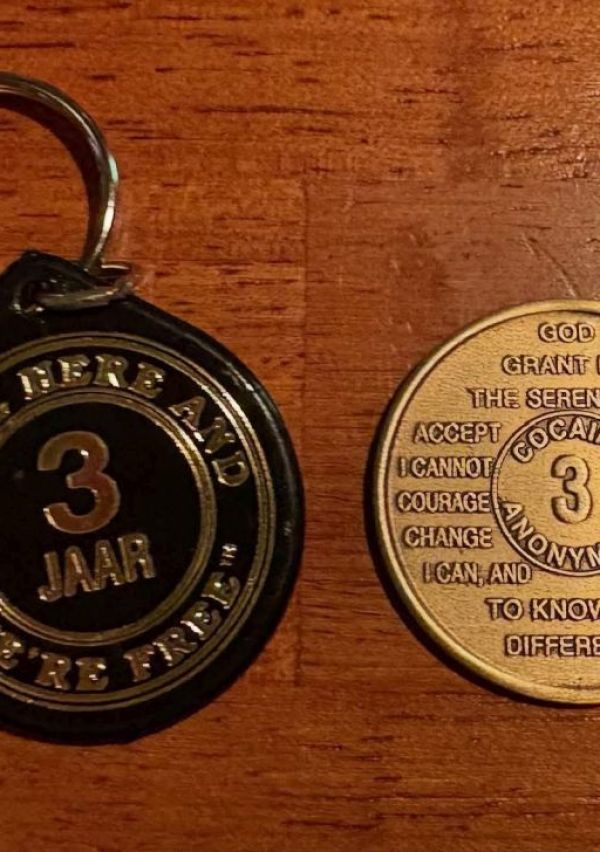 HERE AND
3
JAAR
E'RE FREE™
GOD
GRANT
THE SEREN
ACCEPT
I CANNOT
COURAGE
CHANGE
I CAN, AND
TO KNOW
DIFFERE
COCAI
3
ANONYM